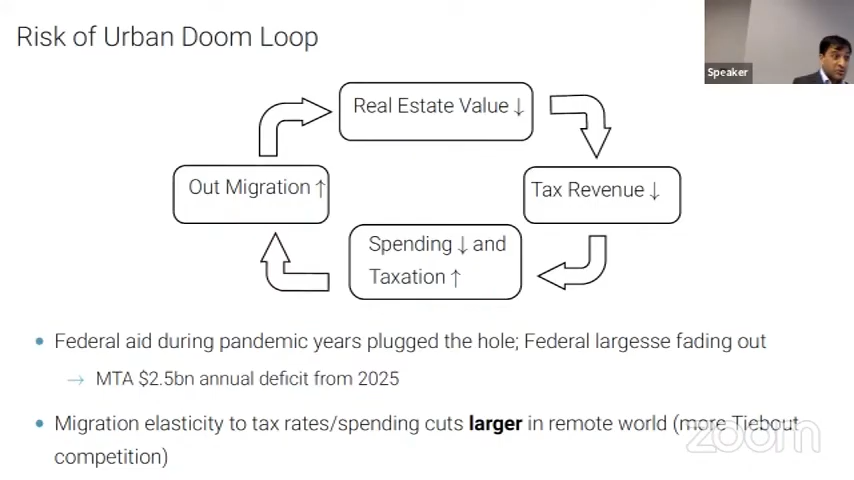 Risk of Urban Doom Loop
Speaker
Real Estate Value ↓
Out Migration ↑
Tax Revenue ↓
Spending ↓ and
Taxation ↑
• Federal aid during pandemic years plugged the hole; Federal largesse fading out
→ MTA $2.5bn annual deficit from 2025
• Migration elasticity to tax rates/spending cuts larger in remote world (more Tiebout
competition)
zoom